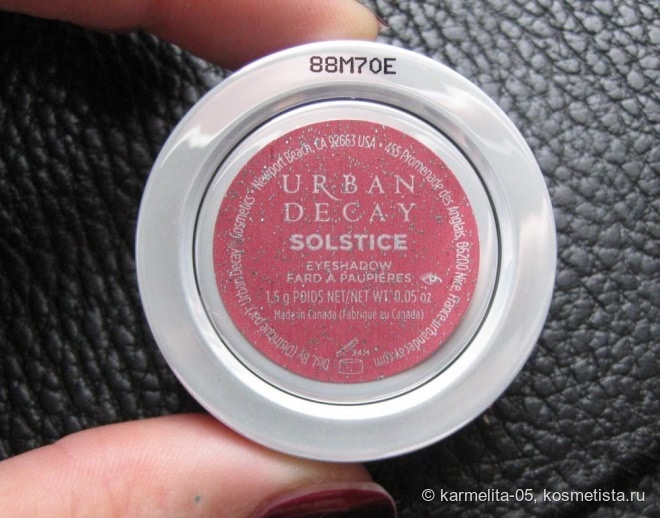 88M70E
URBAN
DECAY
SOLSTICE
EYESHADOW
FARD À PAUPIÈRES
1.5 g POIDS NET/NET WT. 0.05 oz
Made in Canada (Fabriqué au Canada)
Dist. By (Distribué par) Urban Decay® Cosmetics • Newport Beach, CA 92663 USA • 455 Promenade des Anglais, 06200 Nice, France urbandecay.com
© karmelita-05, kosmetista.ru